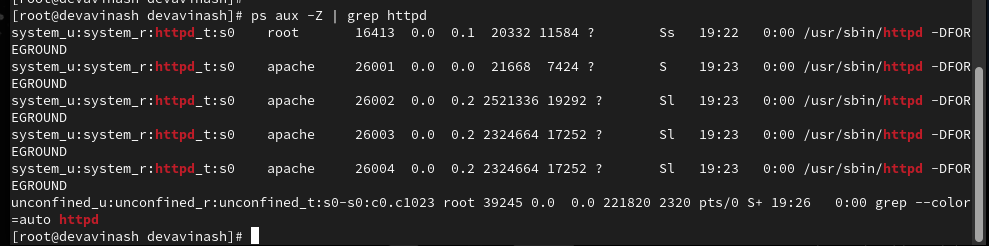 [root@devavinash devavinash]# ps aux -Z | grep httpd
system_u:system_r:httpd_t:s0    root       16413  0.0  0.1  20332 11584 ?        Ss   19:22   0:00 /usr/sbin/httpd -DFOR
EGROUND
system_u:system_r:httpd_t:s0    apache     26001  0.0  0.0  21668  7424 ?        S    19:23   0:00 /usr/sbin/httpd -DFOR
EGROUND
system_u:system_r:httpd_t:s0    apache     26002  0.0  0.2 2521336 19292 ?       Sl   19:23   0:00 /usr/sbin/httpd -DFOR
EGROUND
system_u:system_r:httpd_t:s0    apache     26003  0.0  0.2 2324664 17252 ?       Sl   19:23   0:00 /usr/sbin/httpd -DFOR
EGROUND
system_u:system_r:httpd_t:s0    apache     26004  0.0  0.2 2324664 17252 ?       Sl   19:23   0:00 /usr/sbin/httpd -DFOR
EGROUND
unconfined_u:unconfined_r:unconfined_t:s0-s0:c0.c1023 root 39245 0.0  0.0 221820 2320 pts/0 S+ 19:26   0:00 grep --color
=auto httpd
[root@devavinash devavinash]#